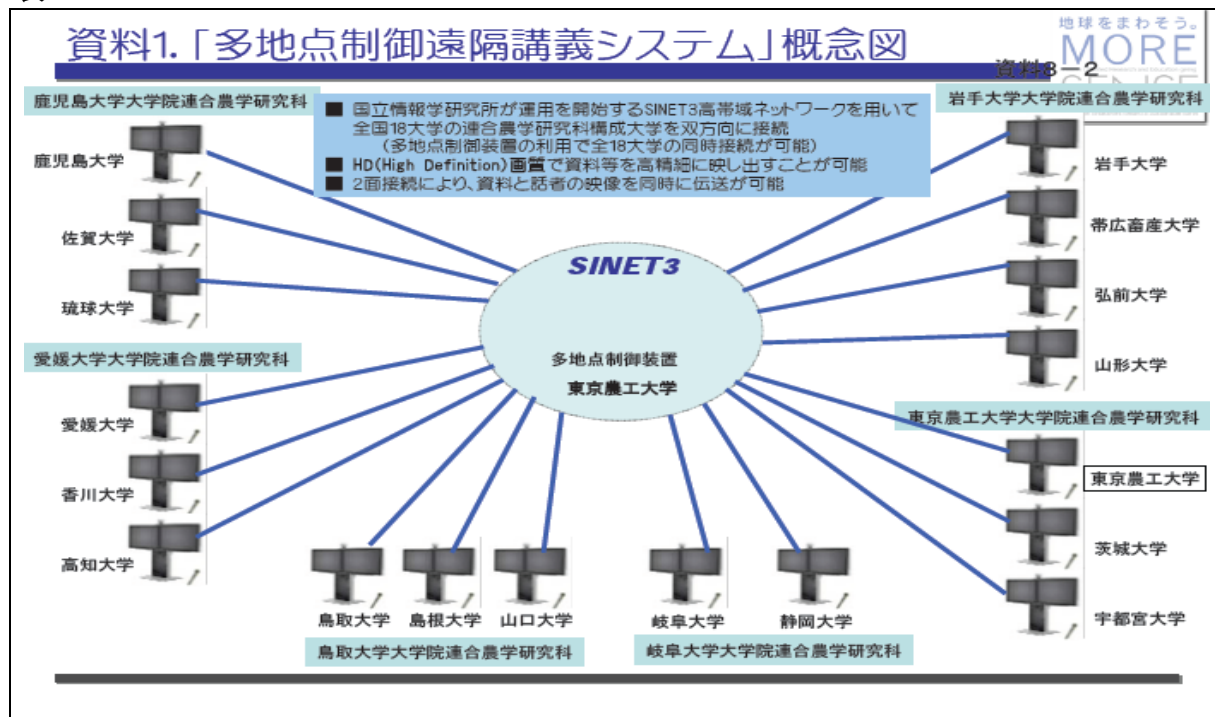 地球をまわそう。
MORE
資料1.「多地点制御遠隔講義システム」概念図
資料3-2
鹿児島大学大学院連合農学研究科
■ 国立情報学研究所が運用を開始するSINET3高帯域ネットワークを用いて
全国18大学の連合農学研究科構成大学を双方向に接続
(多地点制御装置の利用で全18大学の同時接続が可能)
■ HD(High Definition)画質で資料等を高精細に映し出すことが可能
■ 2面接続により、資料と話者の映像を同時に伝送が可能
岩手大学大学院連合農学研究科
鹿児島大学
佐賀大学
琉球大学
岩手大学
帯広畜産大学
弘前大学
山形大学
SINET3
多地点制御装置
東京農工大学
愛媛大学大学院連合農学研究科
愛媛大学
香川大学
高知大学
東京農工大学大学院連合農学研究科
東京農工大学
茨城大学
宇都宮大学
鳥取大学
島根大学
山口大学
鳥取大学大学院連合農学研究科
岐阜大学
静岡大学
岐阜大学大学院連合農学研究科